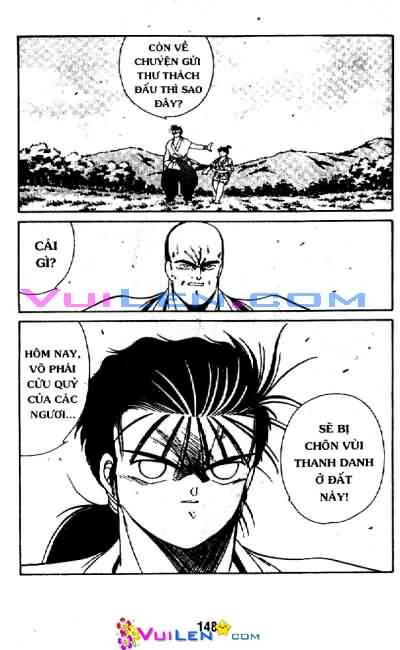 CÒN VỀ
CHUYỆN GỬI
THƯ THÁCH
ĐẤU THÌ SAO
ĐÂY?
CÁI
GÌ?
VUILEN.COM
HÔM NAY,
VÕ PHÁI
CỬU QUỶ
CỦA CÁC
NGƯƠI...
SẼ BỊ
CHÔN VÙI
THANH DANH
Ở ĐẤT
NÀY!
148
VUILEN.COM